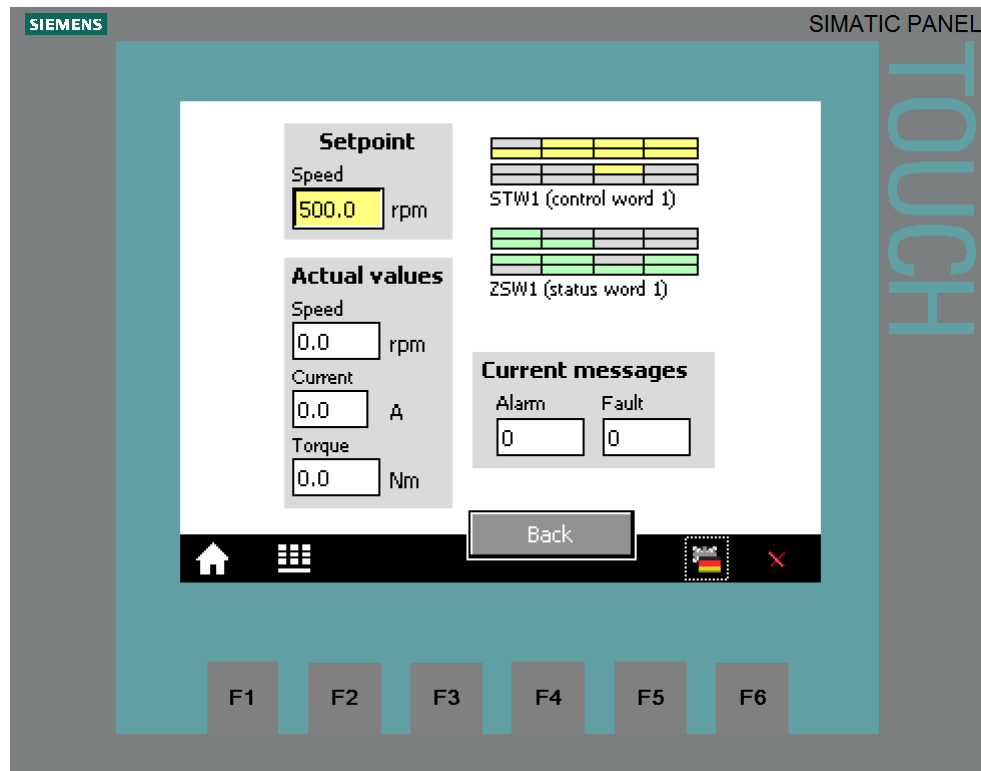 SIEMENS
SIMATIC PANEL
TOUCH
Setpoint
Speed
500.0 rpm
STW1 (control word 1)
ZSW1 (status word 1)
Actual values
Speed
0.0 rpm
Current
0.0 A
Torque
0.0 Nm
Current messages
Alarm Fault
0 0
Back
F1 F2 F3 F4 F5 F6